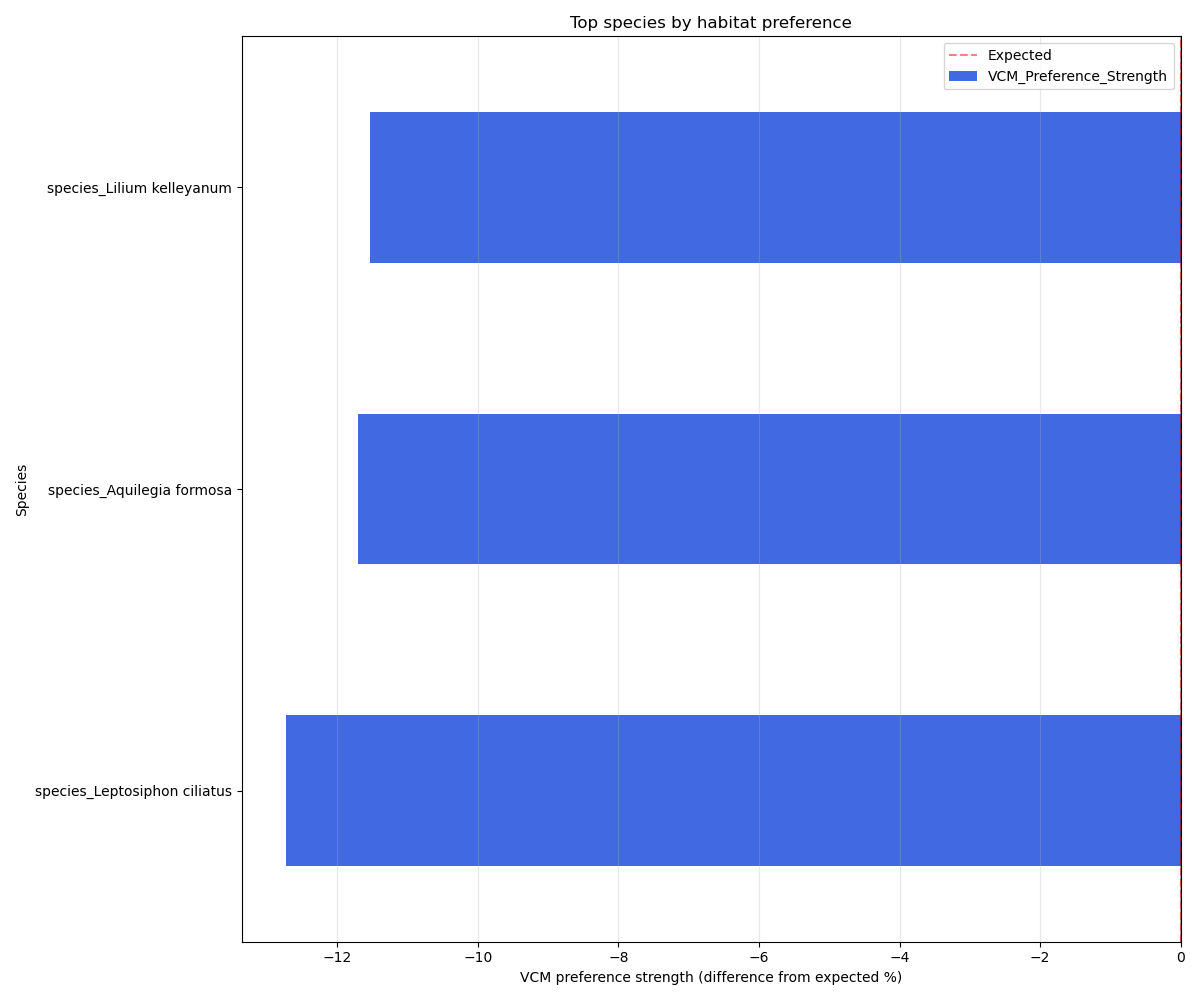 Top species by habitat preference
Expected
VCM_Preference_Strength
species_Lilium kelleyanum
species_Aquilegia formosa
species_Leptosiphon ciliatus
Species
−12 −10 −8 −6 −4 −2 0
VCM preference strength (difference from expected %)